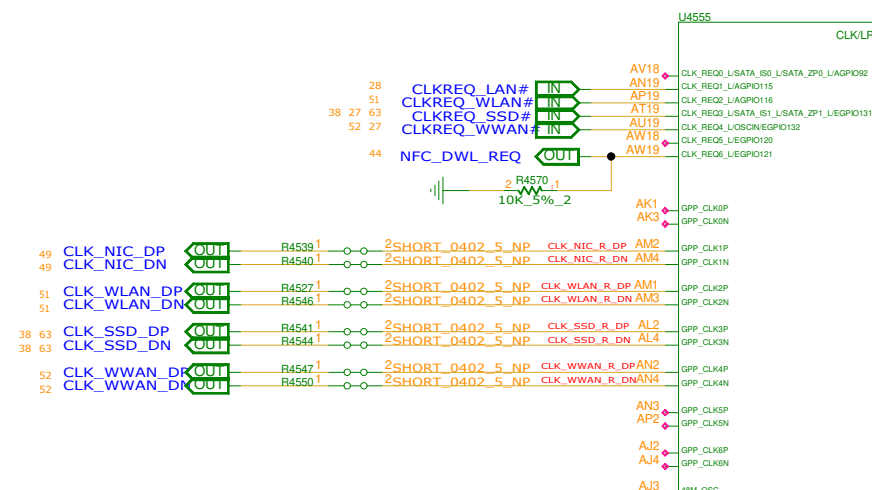 U4555
CLK/LP
AV18 CLK_REQ0_L/SATA_IS0_L/SATA_ZP0_L/AGPIO92
28 CLKREQ_LAN# IN AN19 CLK_REQ1_L/AGPIO115
51 CLKREQ_WLAN# IN AP19 CLK_REQ2_L/AGPIO116
38 27 63 CLKREQ_SSD# IN AT19 CLK_REQ3_L/SATA_IS1_L/SATA_ZP1_L/EGPIO131
52 27 CLKREQ_WWAN# IN AU19 CLK_REQ4_L/OSCIN/EGPIO132
AW18 CLK_REQ5_L/EGPIO120
44 NFC_DWL_REQ OUT AW19 CLK_REQ6_L/EGPIO121
2 R4570 1
10K_5%_2
AK1 GPP_CLK0P
AK3 GPP_CLK0N
49 CLK_NIC_DP OUT R4539 1 2 SHORT_0402_5_NP CLK_NIC_R_DP AM2 GPP_CLK1P
49 CLK_NIC_DN OUT R4540 1 2 SHORT_0402_5_NP CLK_NIC_R_DN AM4 GPP_CLK1N
51 CLK_WLAN_DP OUT R4527 1 2 SHORT_0402_5_NP CLK_WLAN_R_DP AM1 GPP_CLK2P
51 CLK_WLAN_DN OUT R4546 1 2 SHORT_0402_5_NP CLK_WLAN_R_DN AM3 GPP_CLK2N
38 63 CLK_SSD_DP OUT R4541 1 2 SHORT_0402_5_NP CLK_SSD_R_DP AL2 GPP_CLK3P
38 63 CLK_SSD_DN OUT R4544 1 2 SHORT_0402_5_NP CLK_SSD_R_DN AL4 GPP_CLK3N
52 CLK_WWAN_DP OUT R4547 1 2 SHORT_0402_5_NP CLK_WWAN_R_DP AN2 GPP_CLK4P
52 CLK_WWAN_DN OUT R4550 1 2 SHORT_0402_5_NP CLK_WWAN_R_DN AN4 GPP_CLK4N
AN3 GPP_CLK5P
AP2 GPP_CLK5N
AJ2 GPP_CLK6P
AJ4 GPP_CLK6N
AJ3 48M_OSC